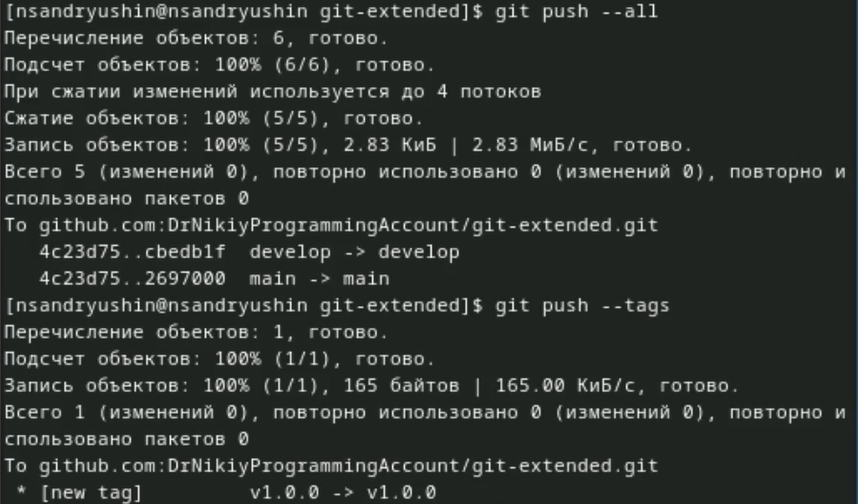 [nsandryushin@nsandryushin git-extended]$ git push --all
Перечисление объектов: 6, готово.
Подсчет объектов: 100% (6/6), готово.
При сжатии изменений используется до 4 потоков
Сжатие объектов: 100% (5/5), готово.
Запись объектов: 100% (5/5), 2.83 КиБ | 2.83 МиБ/с, готово.
Всего 5 (изменений 0), повторно использовано 0 (изменений 0), повторно и
спользовано пакетов 0
To github.com:DrNikiyProgrammingAccount/git-extended.git
   4c23d75..cbedb1f  develop -> develop
   4c23d75..2697000  main -> main
[nsandryushin@nsandryushin git-extended]$ git push --tags
Перечисление объектов: 1, готово.
Подсчет объектов: 100% (1/1), готово.
Запись объектов: 100% (1/1), 165 байтов | 165.00 КиБ/с, готово.
Всего 1 (изменений 0), повторно использовано 0 (изменений 0), повторно и
спользовано пакетов 0
To github.com:DrNikiyProgrammingAccount/git-extended.git
 * [new tag]         v1.0.0 -> v1.0.0